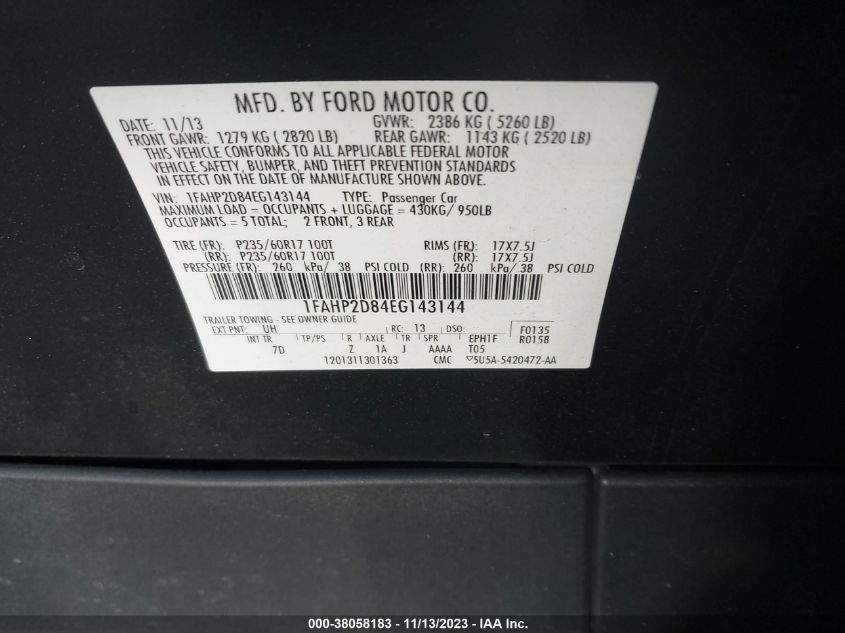 MFD. BY FORD MOTOR CO.
DATE: 11/13 GVWR: 2386 KG ( 5260 LB)
FRONT GAWR: 1279 KG ( 2820 LB) REAR GAWR: 1143 KG ( 2520 LB)
THIS VEHICLE CONFORMS TO ALL APPLICABLE FEDERAL MOTOR
VEHICLE SAFETY, BUMPER, AND THEFT PREVENTION STANDARDS
IN EFFECT ON THE DATE OF MANUFACTURE SHOWN ABOVE.
VIN: 1FAHP2D84EG143144 TYPE: Passenger Car
MAXIMUM LOAD = OCCUPANTS + LUGGAGE = 430KG/ 950LB
OCCUPANTS = 5 TOTAL; 2 FRONT, 3 REAR
TIRE (FR): P235/60R17 100T RIMS (FR): 17X7.5J
(RR): P235/60R17 100T (RR): 17X7.5J
PRESSURE (FR): 260 kPa/ 38 PSI COLD (RR): 260 kPa/ 38 PSI COLD
1FAHP2D84EG143144
TRAILER TOWING - SEE OWNER GUIDE
EXT PNT: UH RC: 13 DSO: F0135
INT TR TP/PS R AXLE TR SPR EPH1F R0158
7D Z 1A J AAAA T05
1201311301363 CMC ▽5U5A-5420472-AA
000-38058183 - 11/13/2023 - IAA Inc.